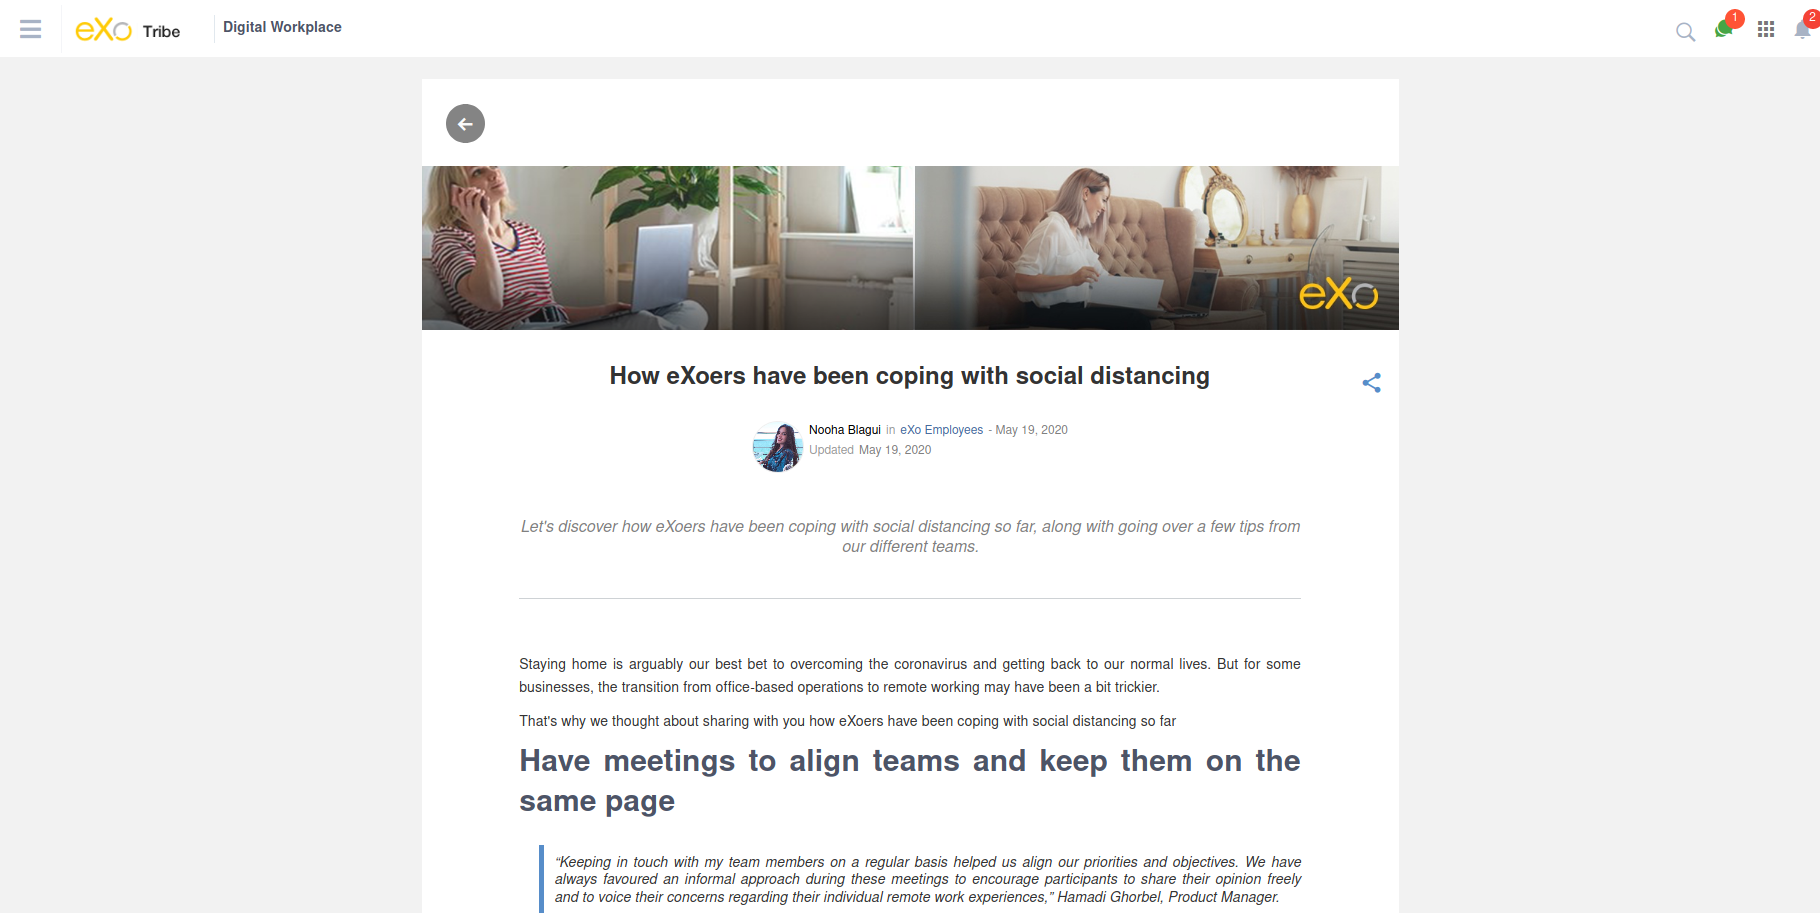 eXo Tribe
Digital Workplace
1
2
eXo
How eXoers have been coping with social distancing
Nooha Blagui in eXo Employees - May 19, 2020
Updated May 19, 2020
Let's discover how eXoers have been coping with social distancing so far, along with going over a few tips from
our different teams.
Staying home is arguably our best bet to overcoming the coronavirus and getting back to our normal lives. But for some
businesses, the transition from office-based operations to remote working may have been a bit trickier.
That's why we thought about sharing with you how eXoers have been coping with social distancing so far
Have meetings to align teams and keep them on the
same page
“Keeping in touch with my team members on a regular basis helped us align our priorities and objectives. We have
always favoured an informal approach during these meetings to encourage participants to share their opinion freely
and to voice their concerns regarding their individual remote work experiences,” Hamadi Ghorbel, Product Manager.